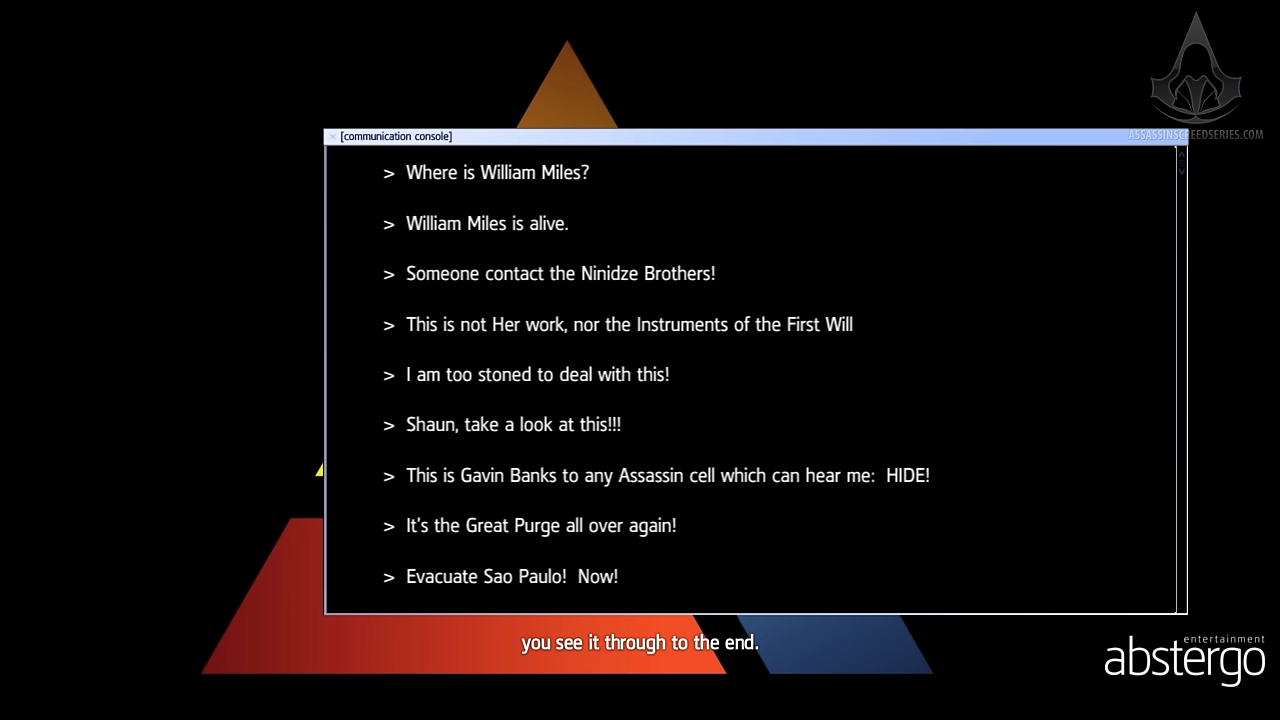 ASSASSINSCREEDSERIES.COM
[communication console]
> Where is William Miles?
> William Miles is alive.
> Someone contact the Ninidze Brothers!
> This is not Her work, nor the Instruments of the First Will
> I am too stoned to deal with this!
> Shaun, take a look at this!!!
> This is Gavin Banks to any Assassin cell which can hear me:  HIDE!
> It's the Great Purge all over again!
> Evacuate Sao Paulo!  Now!
you see it through to the end.
entertainment
abstergo